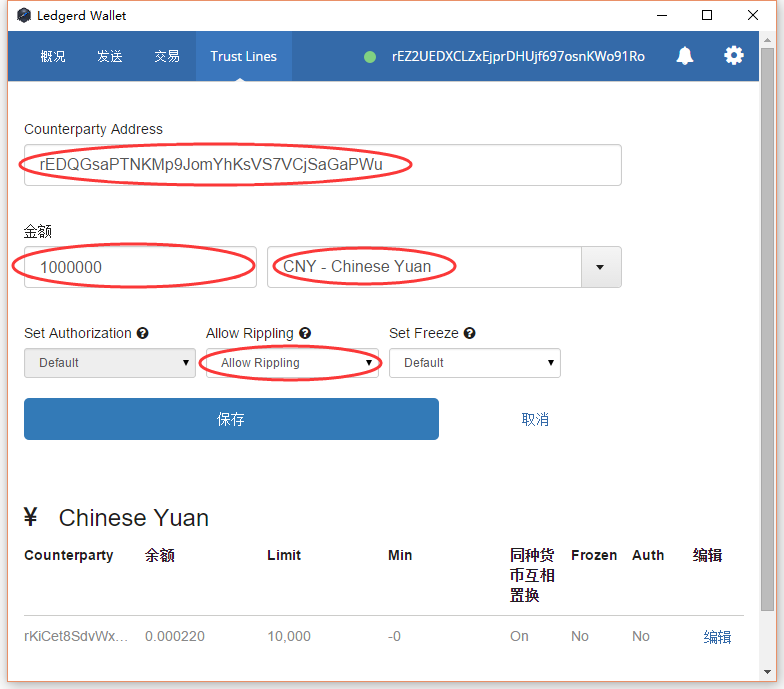 Ledgerd Wallet
概况 发送 交易 Trust Lines rEZ2UEDXCLZxEjprDHUjf697osnKWo91Ro
Counterparty Address
rEDQGsaPTNKMp9JomYhKsVS7VCjSaGaPWu
金额
1000000 CNY - Chinese Yuan
Set Authorization Allow Rippling Set Freeze
Default Allow Rippling Default
保存 取消
¥ Chinese Yuan
Counterparty 余额 Limit Min 同种货 Frozen Auth 编辑
币互相
置换
rKiCet8SdvWx... 0.000220 10,000 -0 On No No 编辑